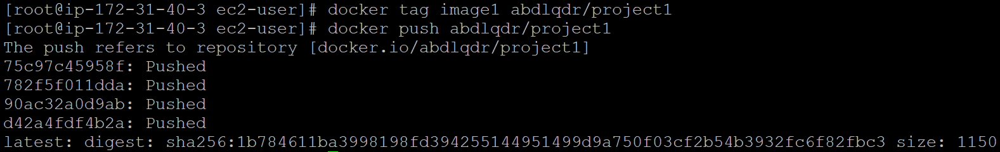 [root@ip-172-31-40-3 ec2-user]# docker tag image1 abdlqdr/project1
[root@ip-172-31-40-3 ec2-user]# docker push abdlqdr/project1
The push refers to repository [docker.io/abdlqdr/project1]
75c97c45958f: Pushed
782f5f011dda: Pushed
90ac32a0d9ab: Pushed
d42a4fdf4b2a: Pushed
latest: digest: sha256:1b784611ba3998198fd394255144951499d9a750f03cf2b54b3932fc6f82fbc3 size: 1150